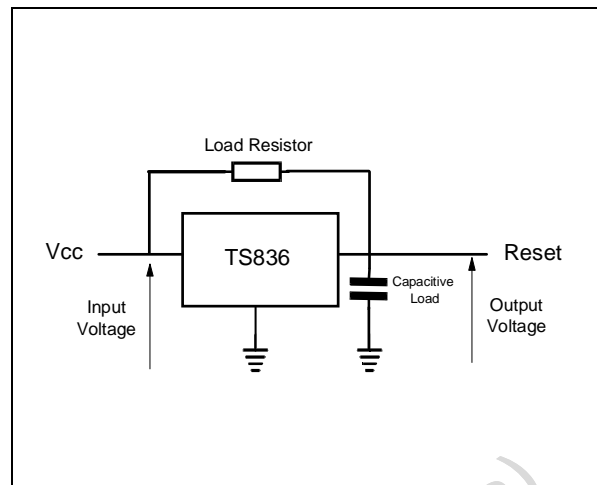 Load Resistor
Vcc
TS836
Reset
Capacitive
Load
Input
Voltage
Output
Voltage